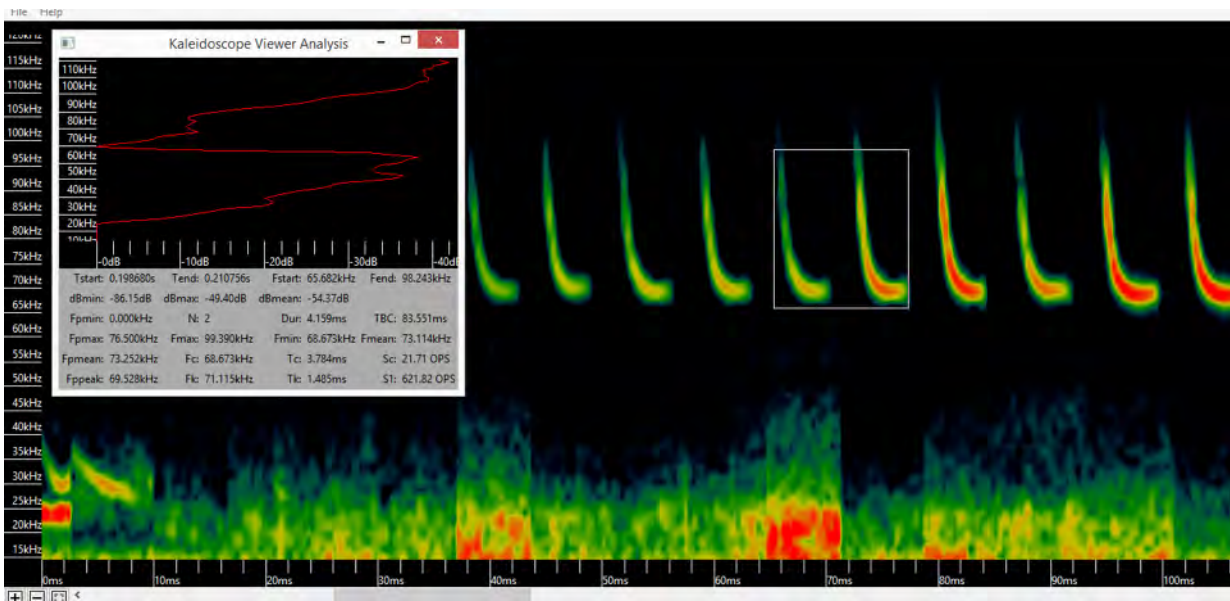 File Help
120kHz
115kHz
110kHz
105kHz
100kHz
95kHz
90kHz
85kHz
80kHz
75kHz
70kHz
65kHz
60kHz
55kHz
50kHz
45kHz
40kHz
35kHz
30kHz
25kHz
20kHz
15kHz
Kaleidoscope Viewer Analysis
110kHz
100kHz
90kHz
80kHz
70kHz
60kHz
50kHz
40kHz
30kHz
20kHz
10kHz
-0dB -10dB -20dB -30dB -40dB
Tstart: 0.198680s Tend: 0.210756s Fstart: 65.682kHz Fend: 98.243kHz
dBmin: -86.15dB dBmax: -49.40dB dBmean: -54.37dB
Fpmin: 0.000kHz N: 2 Dur: 4.159ms TBC: 83.551ms
Fpmax: 76.500kHz Fmax: 99.390kHz Fmin: 68.673kHz Fmean: 73.114kHz
Fpmean: 73.252kHz Fc: 68.673kHz Tc: 3.784ms Sc: 21.71 OPS
Fppeak: 69.528kHz Fk: 71.115kHz Tk: 1.485ms S1: 621.82 OPS
0ms 10ms 20ms 30ms 40ms 50ms 60ms 70ms 80ms 90ms 100ms